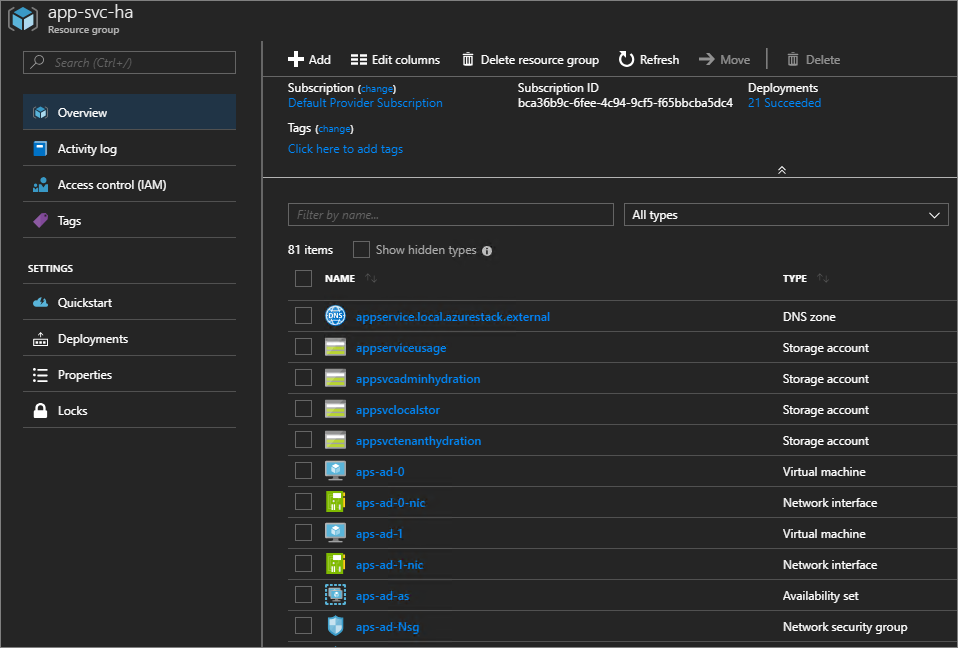 app-svc-ha
Resource group
Search (Ctrl+/)
Overview
Activity log
Access control (IAM)
Tags
SETTINGS
Quickstart
Deployments
Properties
Locks
Add Edit columns Delete resource group Refresh Move Delete
Subscription (change) Subscription ID Deployments
Default Provider Subscription bca36b9c-6fee-4c94-9cf5-f65bbcba5dc4 21 Succeeded
Tags (change)
Click here to add tags
Filter by name... All types
81 items Show hidden types
NAME TYPE
DNS appservice.local.azurestack.external DNS zone
appserviceusage Storage account
appsvcadminhydration Storage account
appsvclocalstor Storage account
appsvctenanthydration Storage account
aps-ad-0 Virtual machine
aps-ad-0-nic Network interface
aps-ad-1 Virtual machine
aps-ad-1-nic Network interface
aps-ad-as Availability set
aps-ad-Nsg Network security group